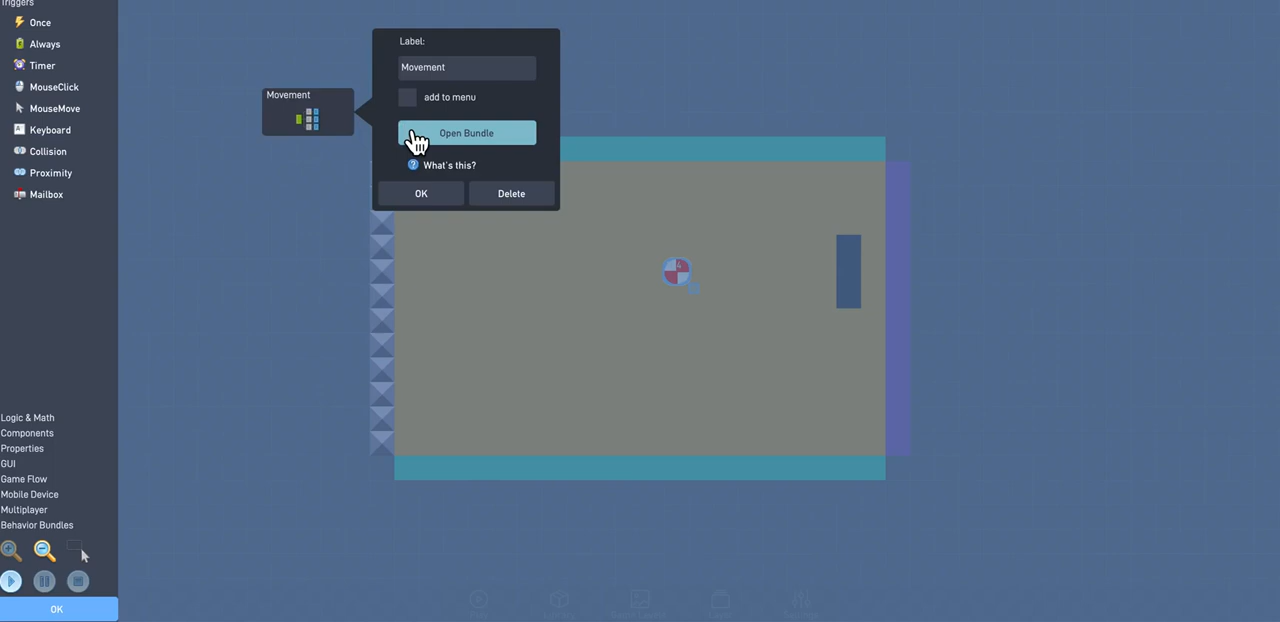 Triggers
Once
Always
Timer
MouseClick
MouseMove
Keyboard
Collision
Proximity
Mailbox
Logic & Math
Components
Properties
GUI
Game Flow
Mobile Device
Multiplayer
Behavior Bundles
OK
Movement
Label:
Movement
add to menu
Open Bundle
What's this?
OK
Delete